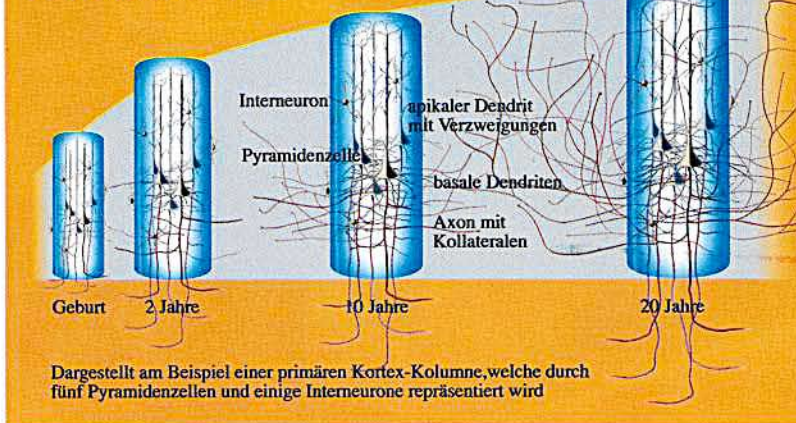 Interneuron
apikaler Dendrit
mit Verzweigungen
Pyramidenzelle
basale Dendriten
Axon mit
Kollateralen
Geburt
2 Jahre
10 Jahre
20 Jahre
Dargestellt am Beispiel einer primären Kortex-Kolumne,welche durch
fünf Pyramidenzellen und einige Interneurone repräsentiert wird